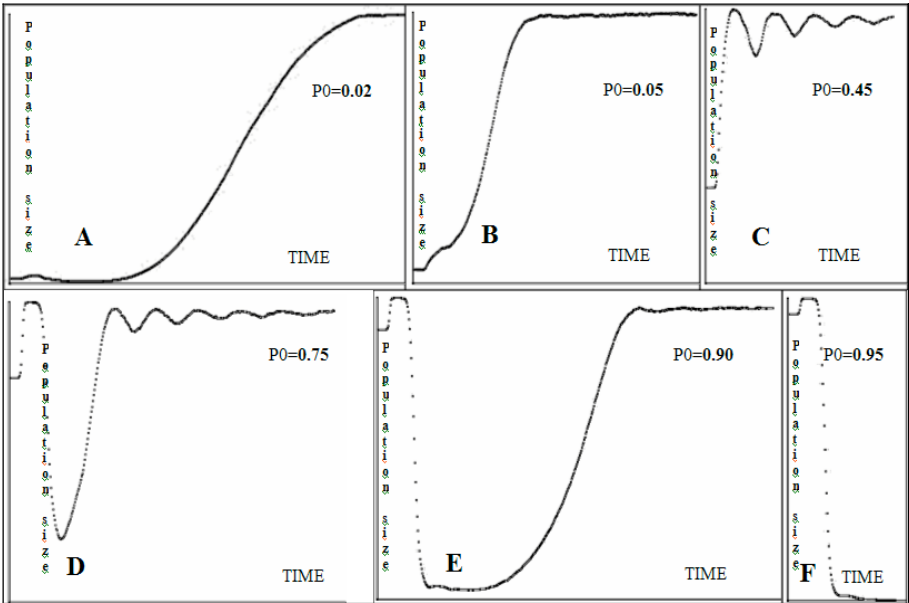 Population size
P0=0.02
A
TIME
Population size
P0=0.05
B
TIME
Population size
P0=0.45
C
TIME
Population size
P0=0.75
D
TIME
Population size
P0=0.90
E
TIME
Population size
P0=0.95
F
TIME